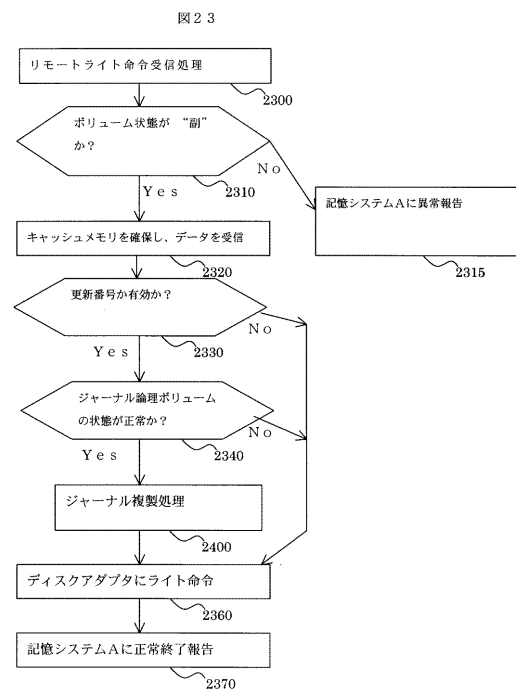 図２３
リモートライト命令受信処理
2300
ボリューム状態が “副”
か？
No
Yes
2310
記憶システムAに異常報告
2315
キャッシュメモリを確保し、データを受信
2320
更新番号か有効か？
No
Yes
2330
ジャーナル論理ボリューム
の状態が正常か？
No
Yes
2340
ジャーナル複製処理
2400
ディスクアダプタにライト命令
2360
記憶システムAに正常終了報告
2370